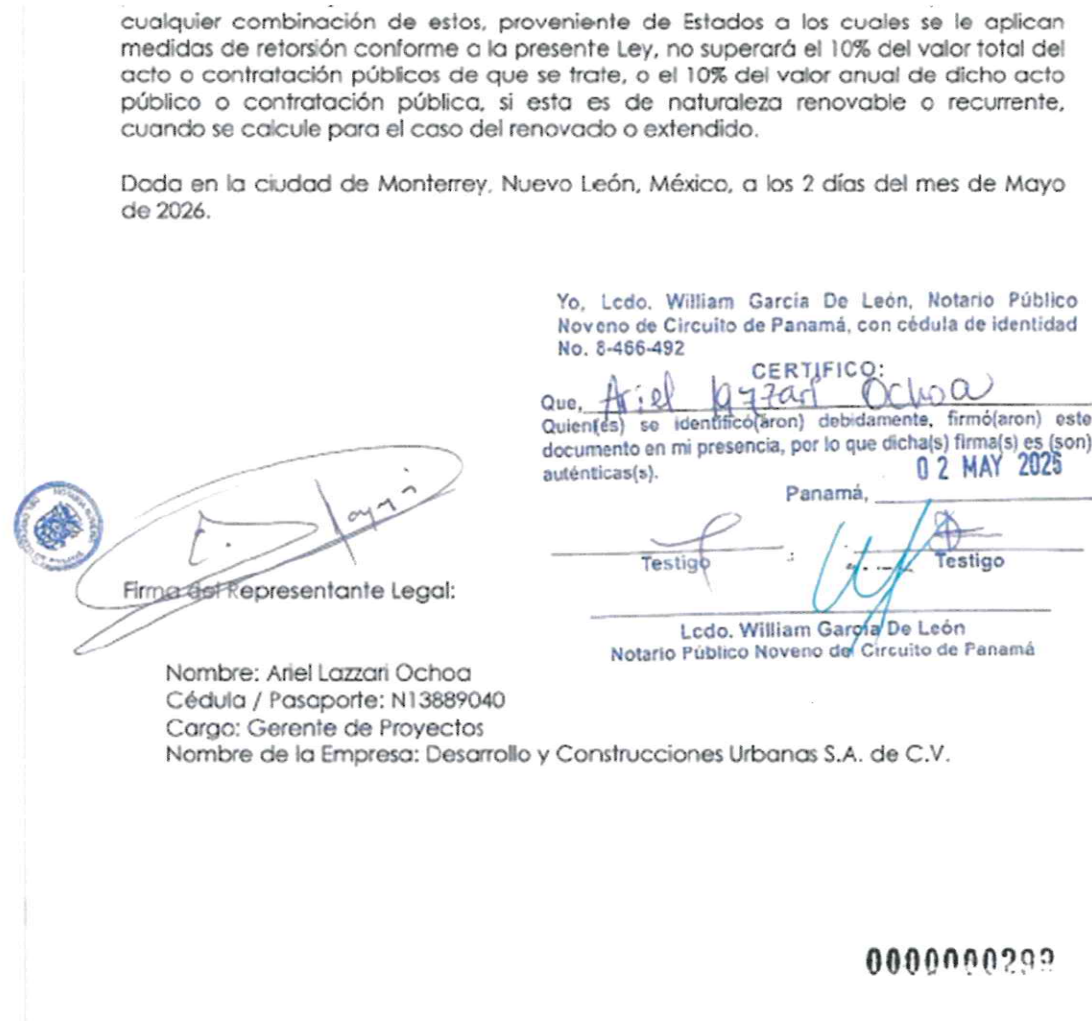 cualquier combinación de estos, proveniente de Estados a los cuales se le aplican
medidas de retorsión conforme a la presente Ley, no superará el 10% del valor total del
acto o contratación públicos de que se trate, o el 10% del valor anual de dicho acto
público o contratación pública, si esta es de naturaleza renovable o recurrente,
cuando se calcule para el caso del renovado o extendido.
Dada en la ciudad de Monterrey, Nuevo León, México, a los 2 días del mes de Mayo
de 2026.
Yo, Lcdo. William García De León, Notario Público
Noveno de Circuito de Panamá, con cédula de identidad
No. 8-466-492
CERTIFICO:
Que, Ariel Lazzari Ochoa
Quien(es) se identificó(aron) debidamente, firmó(aron) este
documento en mi presencia, por lo que dicha(s) firma(s) es (son)
auténticas(s).
02 MAY 2025
Panamá,
Testigo Testigo
Firma del Representante Legal:
Lcdo. William García De León
Notario Público Noveno del Circuito de Panamá
Nombre: Ariel Lazzari Ochoa
Cédula / Pasaporte: N13889040
Cargo: Gerente de Proyectos
Nombre de la Empresa: Desarrollo y Construcciones Urbanas S.A. de C.V.